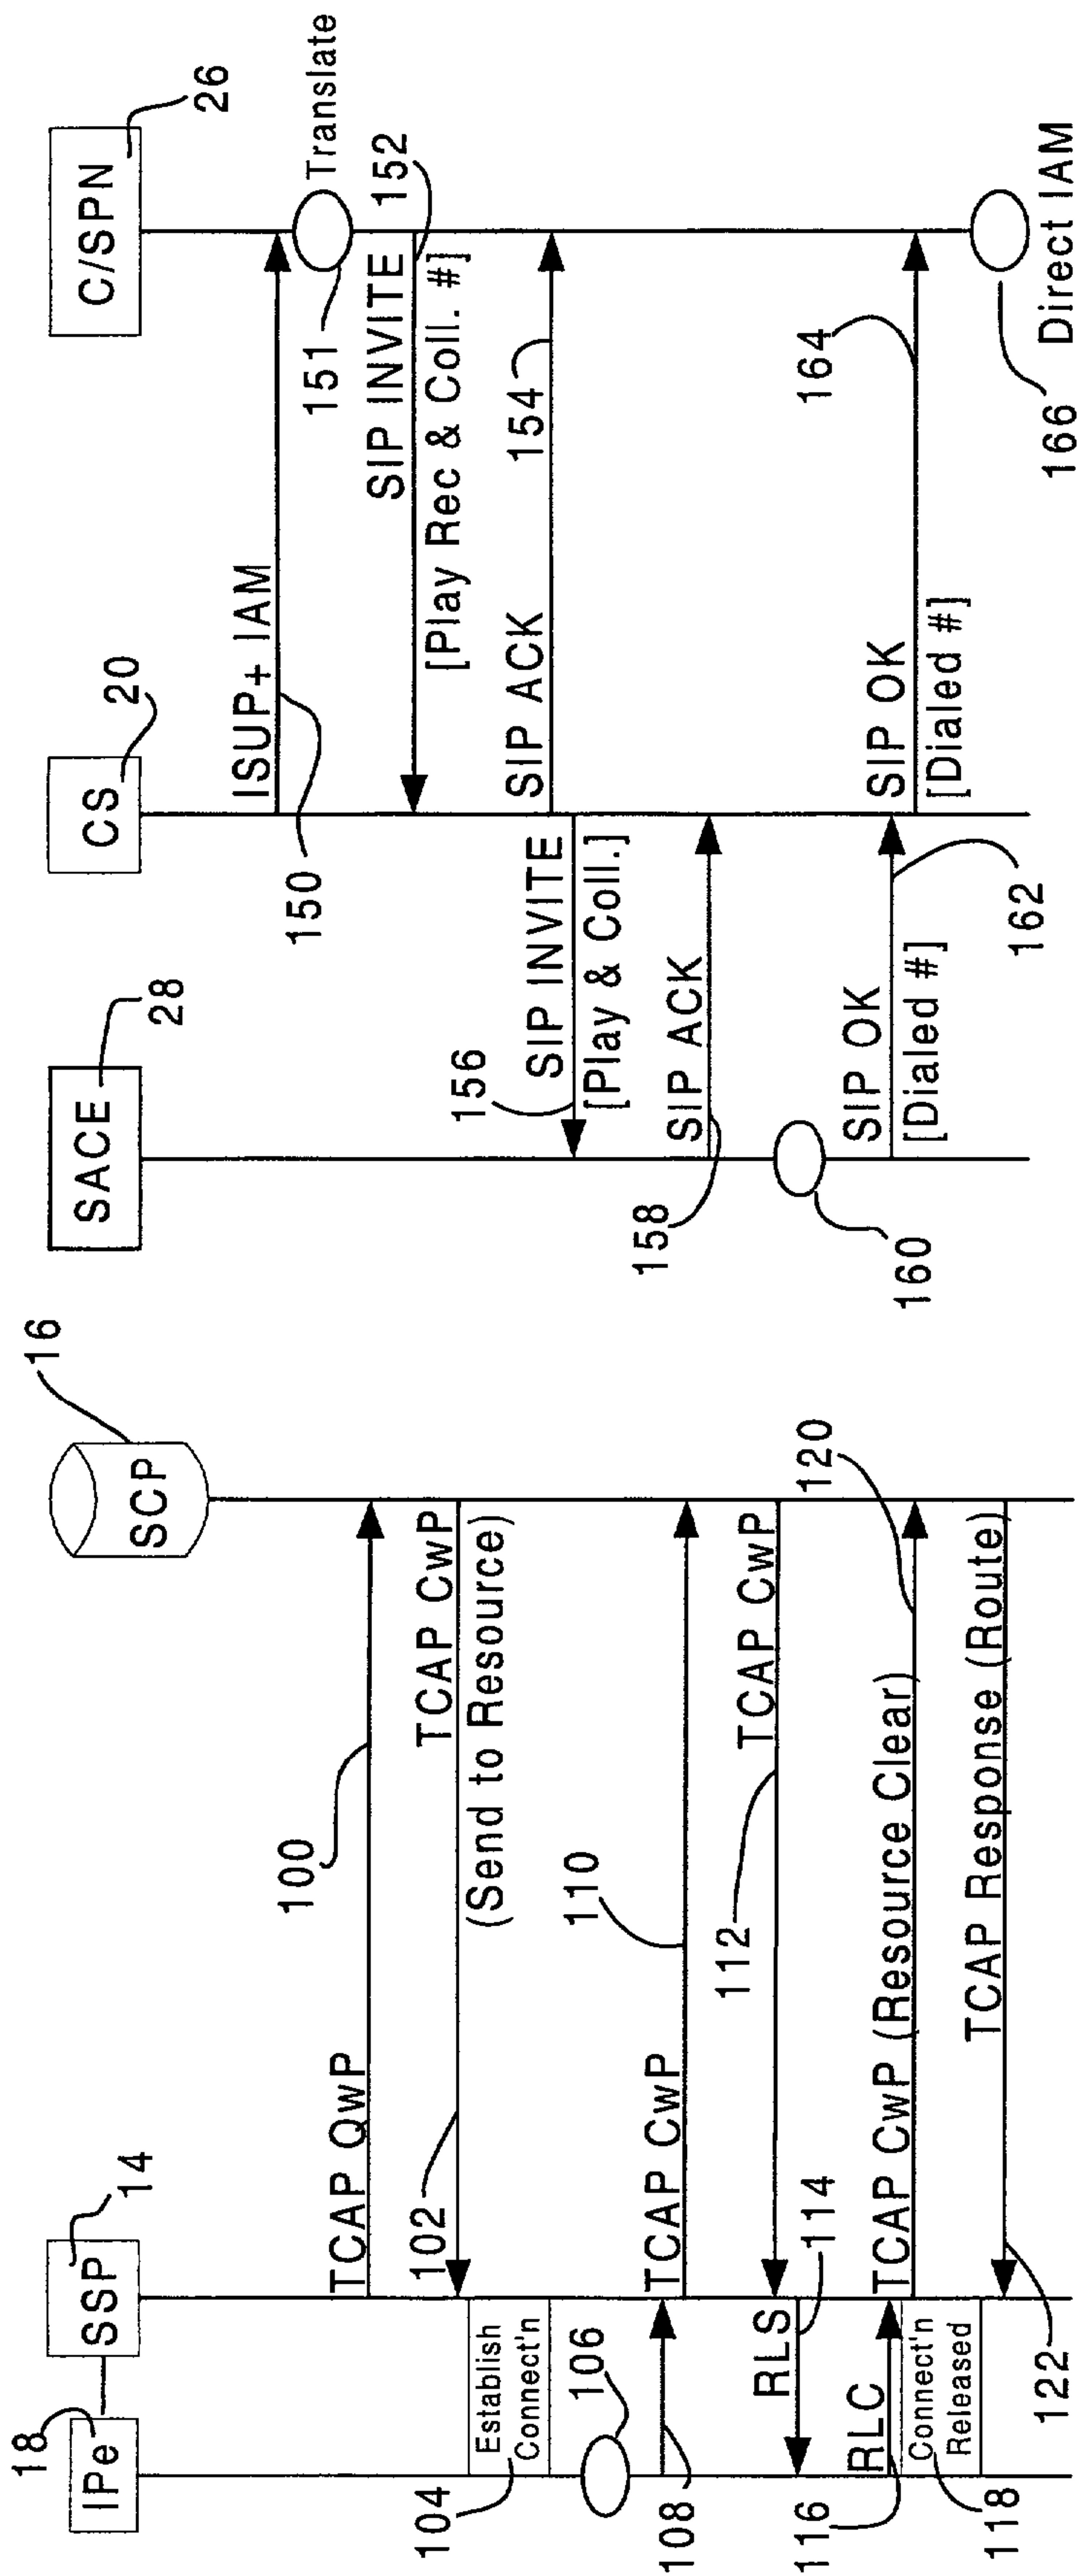 18
IPe
SSP
14
SCP
16
TCAP QwP
100
102
TCAP CwP
(Send to Resource)
104
Establish
Connect'n
106
108
TCAP CwP
110
112
TCAP CwP
RLS
114
116
RLC
TCAP CwP (Resource Clear)
120
118
Connect'n
Released
TCAP Response (Route)
122
SACE
28
CS
20
C/SPN
26
ISUP+ IAM
150
151
Translate
SIP INVITE
152
[Play Rec & Coll. #]
SIP ACK
154
156
SIP INVITE
[Play & Coll.]
SIP ACK
158
160
SIP OK
[Dialed #]
162
SIP OK
[Dialed #]
164
166
Direct IAM